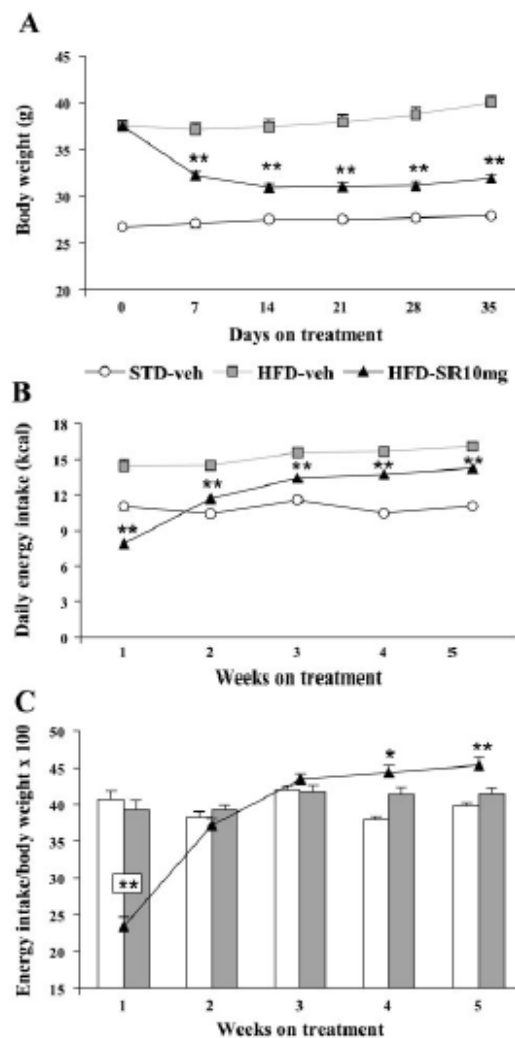 A
Body weight (g)
45
40
35
30
25
20
** ** ** ** **
0 7 14 21 28 35
Days on treatment
STD-veh HFD-veh HFD-SR10mg
B
Daily energy intake (kcal)
18
15
12
9
6
3
0
** ** ** ** **
1 2 3 4 5
Weeks on treatment
C
Energy intake/body weight x 100
50
45
40
35
30
25
20
15
** * **
1 2 3 4 5
Weeks on treatment